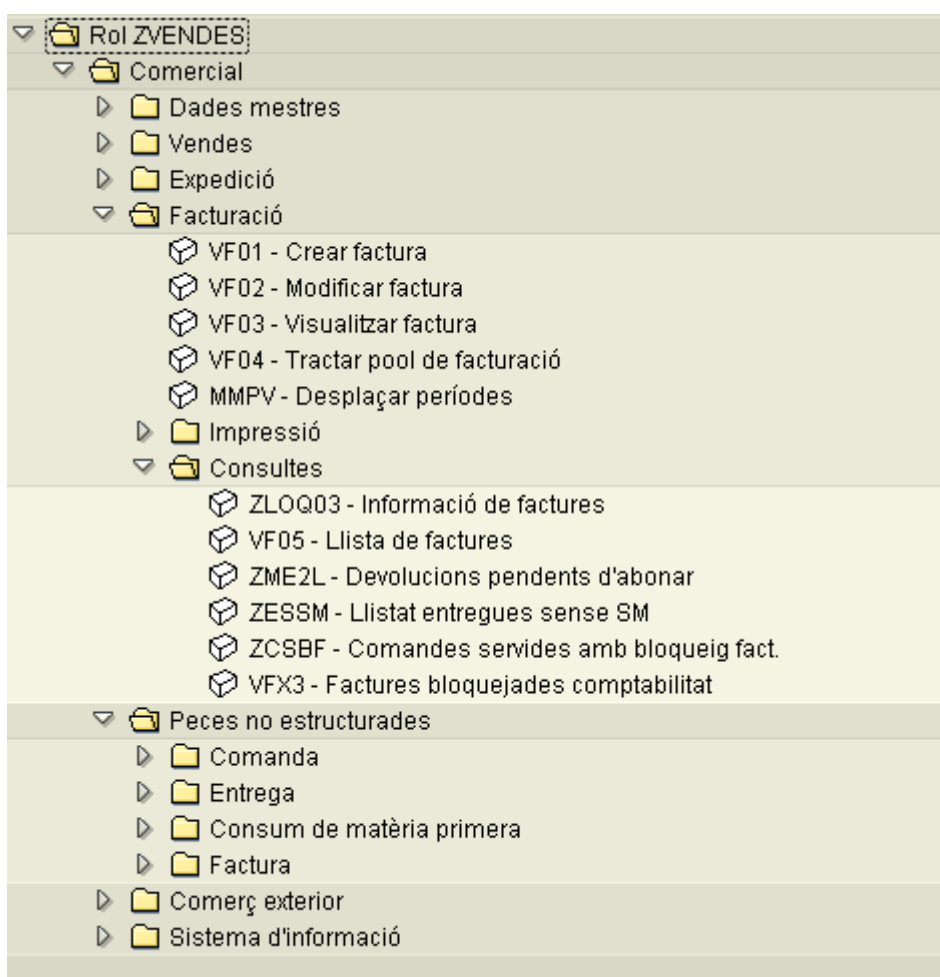 Rol ZVENDES
Comercial
Dades mestres
Vendes
Expedició
Facturació
VF01 - Crear factura
VF02 - Modificar factura
VF03 - Visualitzar factura
VF04 - Tractar pool de facturació
MMPV - Desplaçar períodes
Impressió
Consultes
ZLOQ03 - Informació de factures
VF05 - Llista de factures
ZME2L - Devolucions pendents d'abonar
ZESSM - Llistat entregues sense SM
ZCSBF - Comandes servides amb bloqueig fact.
VFX3 - Factures bloquejades comptabilitat
Peces no estructurades
Comanda
Entrega
Consum de matèria primera
Factura
Comerç exterior
Sistema d'informació